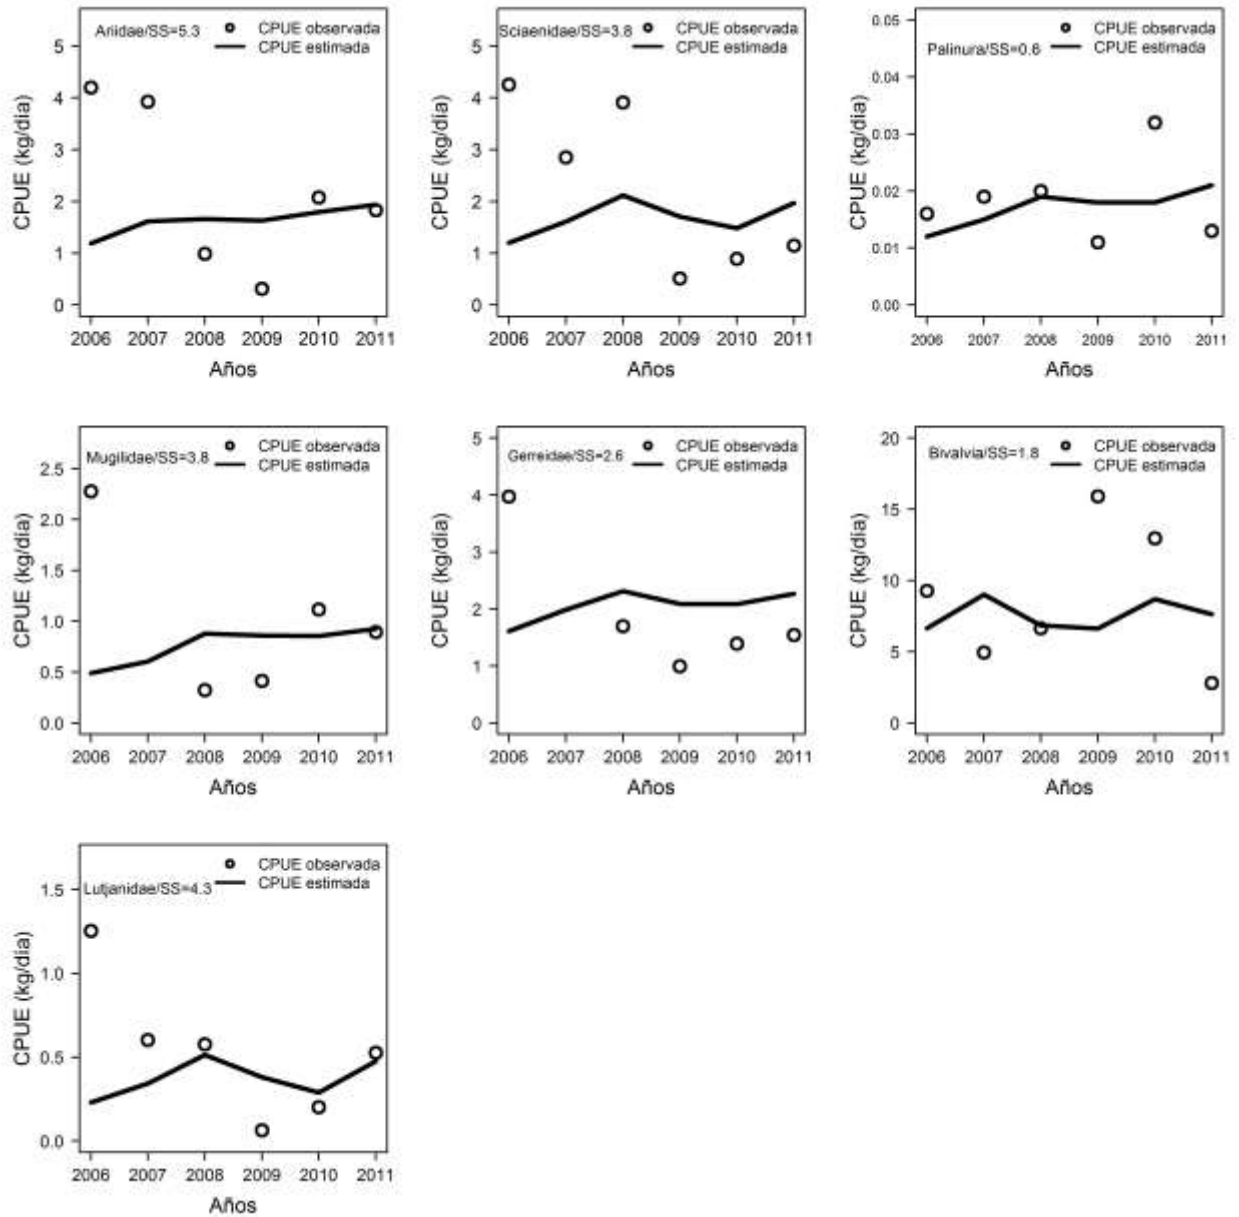 Ariidae/SS=5.3
CPUE observada
CPUE estimada
5
4
3
2
1
0
CPUE (kg/dia)
2006 2007 2008 2009 2010 2011
Años
Sciaenidae/SS=3.8
CPUE observada
CPUE estimada
5
4
3
2
1
0
CPUE (kg/dia)
2006 2007 2008 2009 2010 2011
Años
Palinura/SS=0.6
CPUE observada
CPUE estimada
0.05
0.04
0.03
0.02
0.01
0.00
CPUE (kg/dia)
2006 2007 2008 2009 2010 2011
Años
Mugilidae/SS=3.8
CPUE observada
CPUE estimada
2.5
2.0
1.5
1.0
0.5
0.0
CPUE (kg/dia)
2006 2007 2008 2009 2010 2011
Años
Gerreidae/SS=2.6
CPUE observada
CPUE estimada
5
4
3
2
1
0
CPUE (kg/dia)
2006 2007 2008 2009 2010 2011
Años
Bivalvia/SS=1.8
CPUE observada
CPUE estimada
20
15
10
5
0
CPUE (kg/dia)
2006 2007 2008 2009 2010 2011
Años
Lutjanidae/SS=4.3
CPUE observada
CPUE estimada
1.5
1.0
0.5
0.0
CPUE (kg/dia)
2006 2007 2008 2009 2010 2011
Años